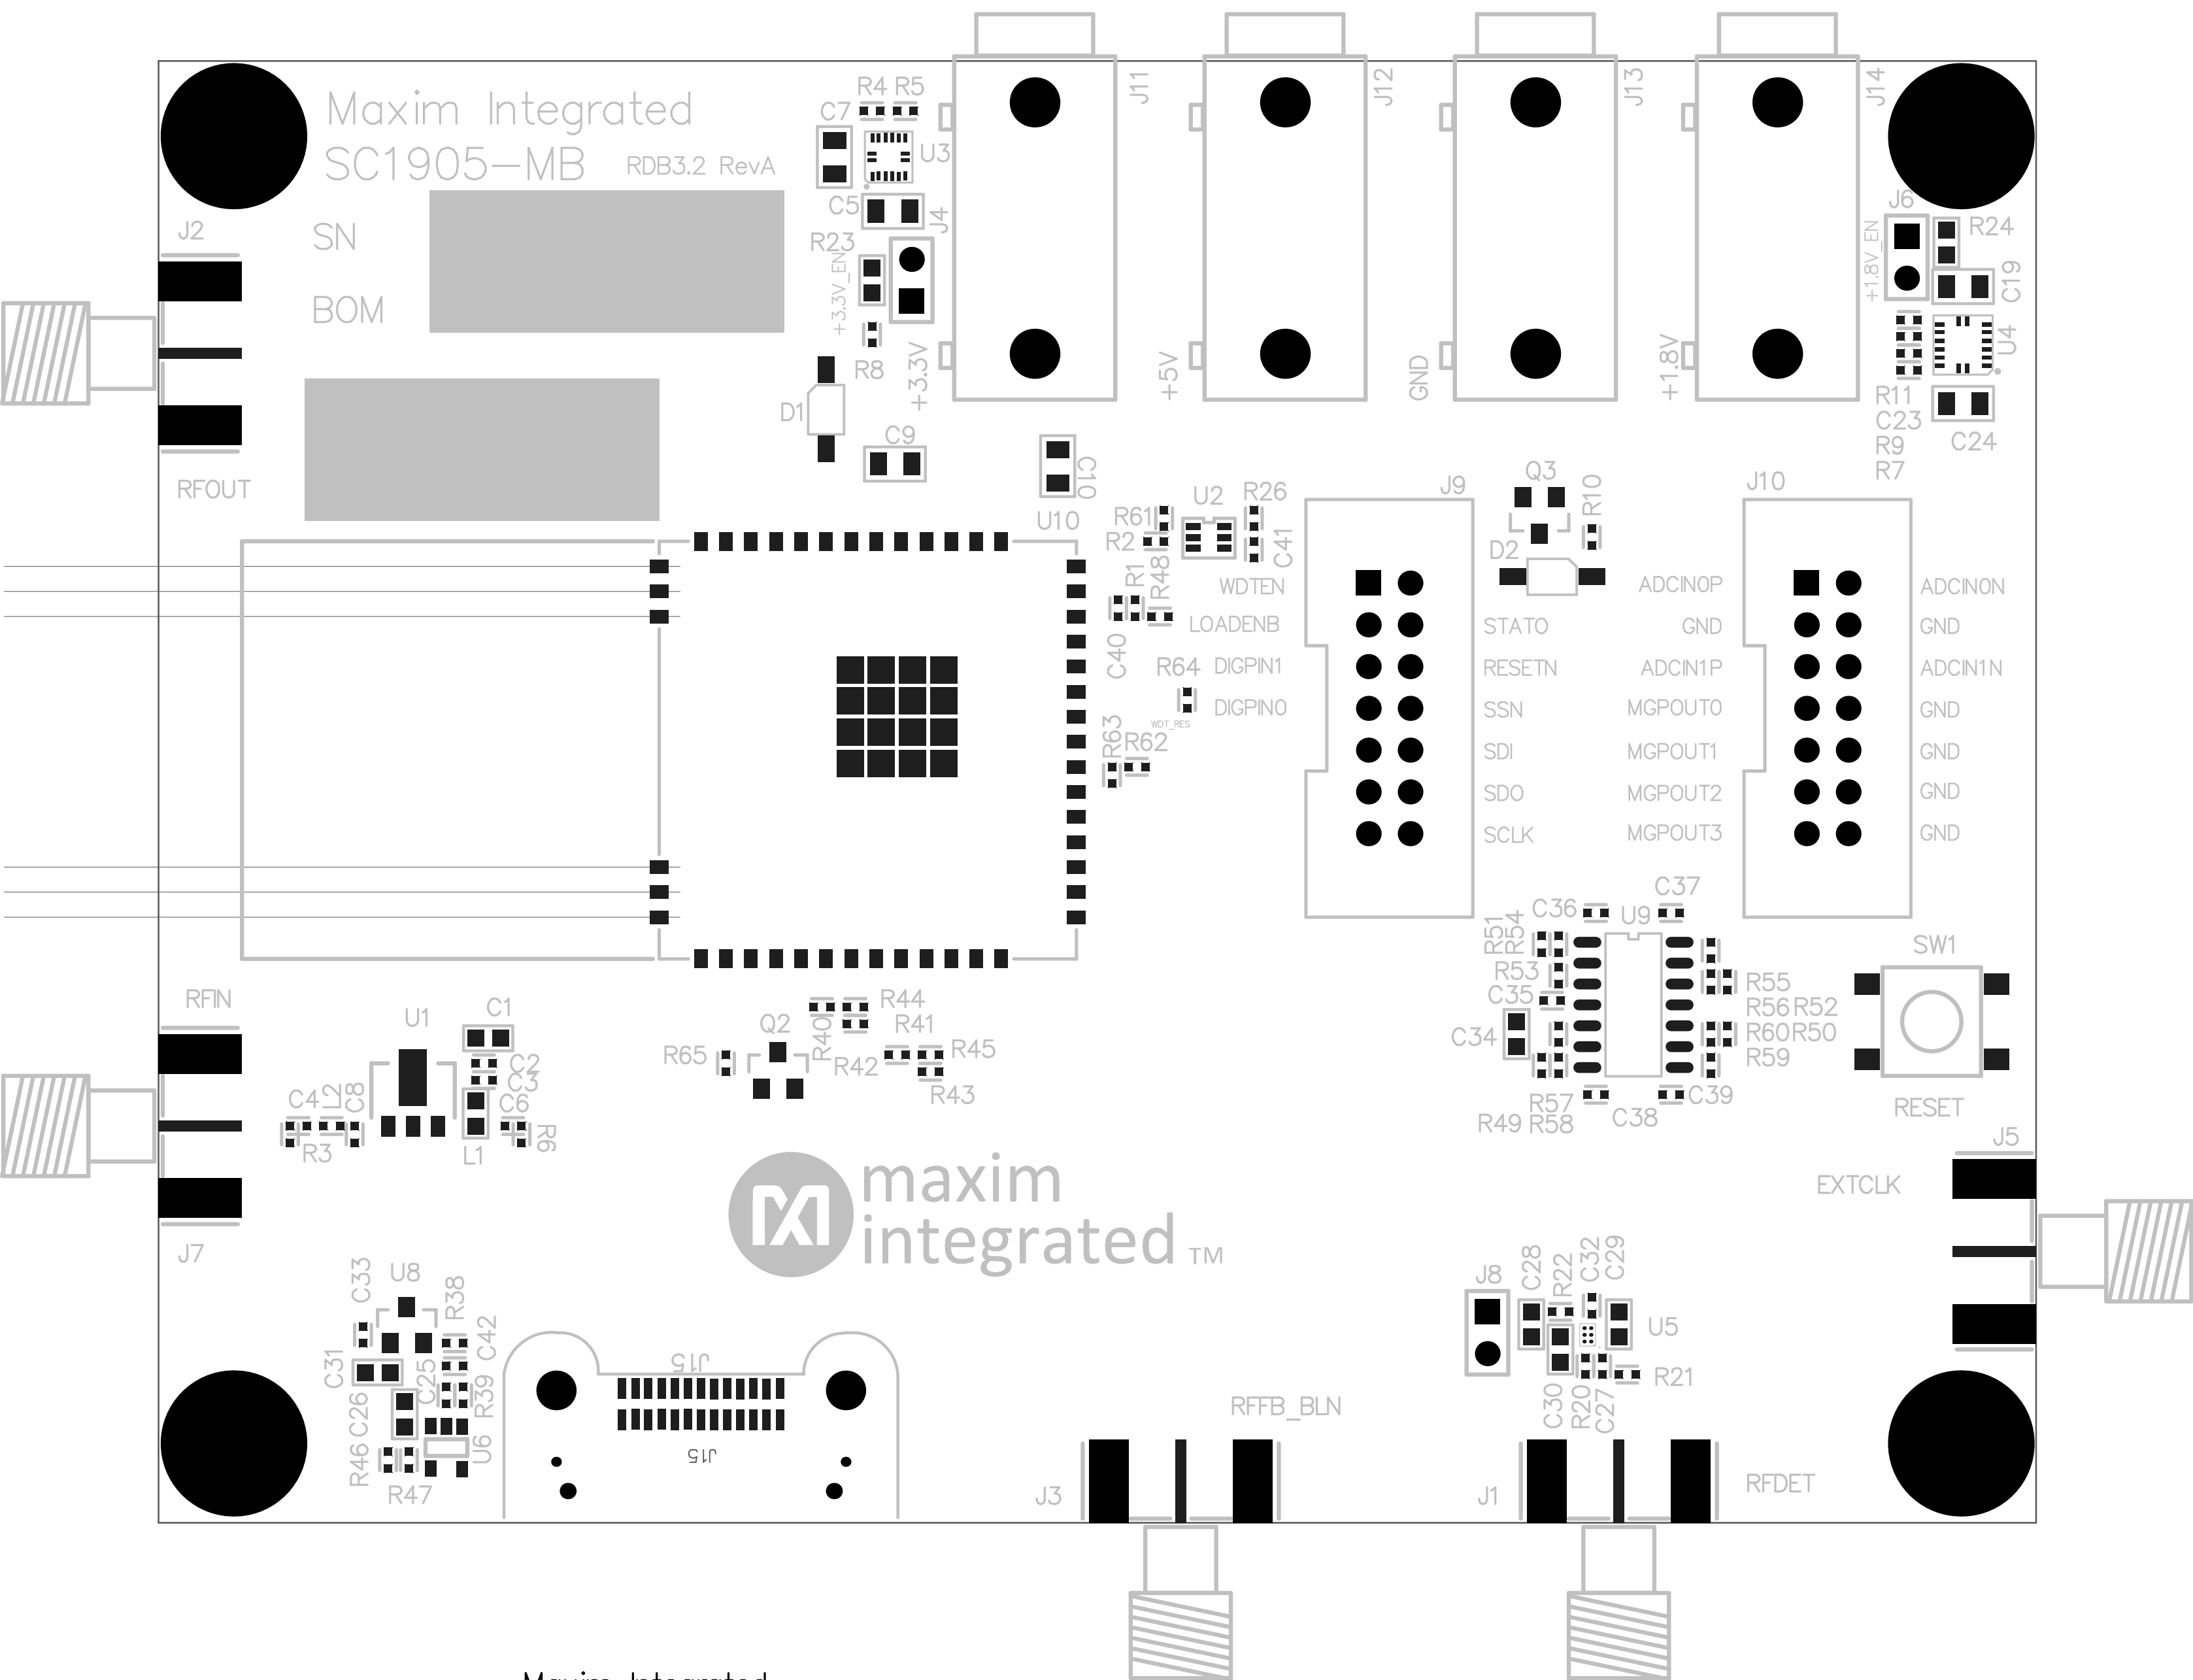 Maxim Integrated
SC1905-MB RDB3.2 RevA
SN
BOM
J2
RFOUT
R4 R5
C7
U3
C5
J4
R23
+3.3V_EN
R8
+3.3V
D1
C9
J11
J12
J13
J14
+5V
GND
+1.8V
J6
+1.8V_EN
R24
C19
U4
R11
C23
R9
R7
C24
C10
U10
U2
R26
R61
R2
C41
R1
R48
C40
R64
WDT_RES
R63
R62
J9
WDTEN
LOADENB
DIGPIN1
DIGPIN0
STATO
RESETN
SSN
SDI
SDO
SCLK
Q3
R10
D2
J10
ADCIN0P
GND
ADCIN1P
MGPOUT0
MGPOUT1
MGPOUT2
MGPOUT3
ADCIN0N
GND
ADCIN1N
GND
GND
GND
GND
C37
C36
U9
R51
R54
R53
C35
C34
R55
R56 R52
R60 R50
R59
R57
R49 R58
C38
C39
SW1
RESET
RFIN
U1
C1
C2
C3
C6
C4
L2
C8
R3
L1
R6
J7
R44
Q2
R40
R41
R65
R42
R45
R43
maxim
integrated ™
J5
EXTCLK
C33
U8
R38
C42
C31
C25
R39
C26
U6
R46
R47
J15
J15
J8
C28
R22
C32
C29
U5
R21
C30
R20
C27
RFFB_BLN
J3
J1
RFDET
Maxim Integrated